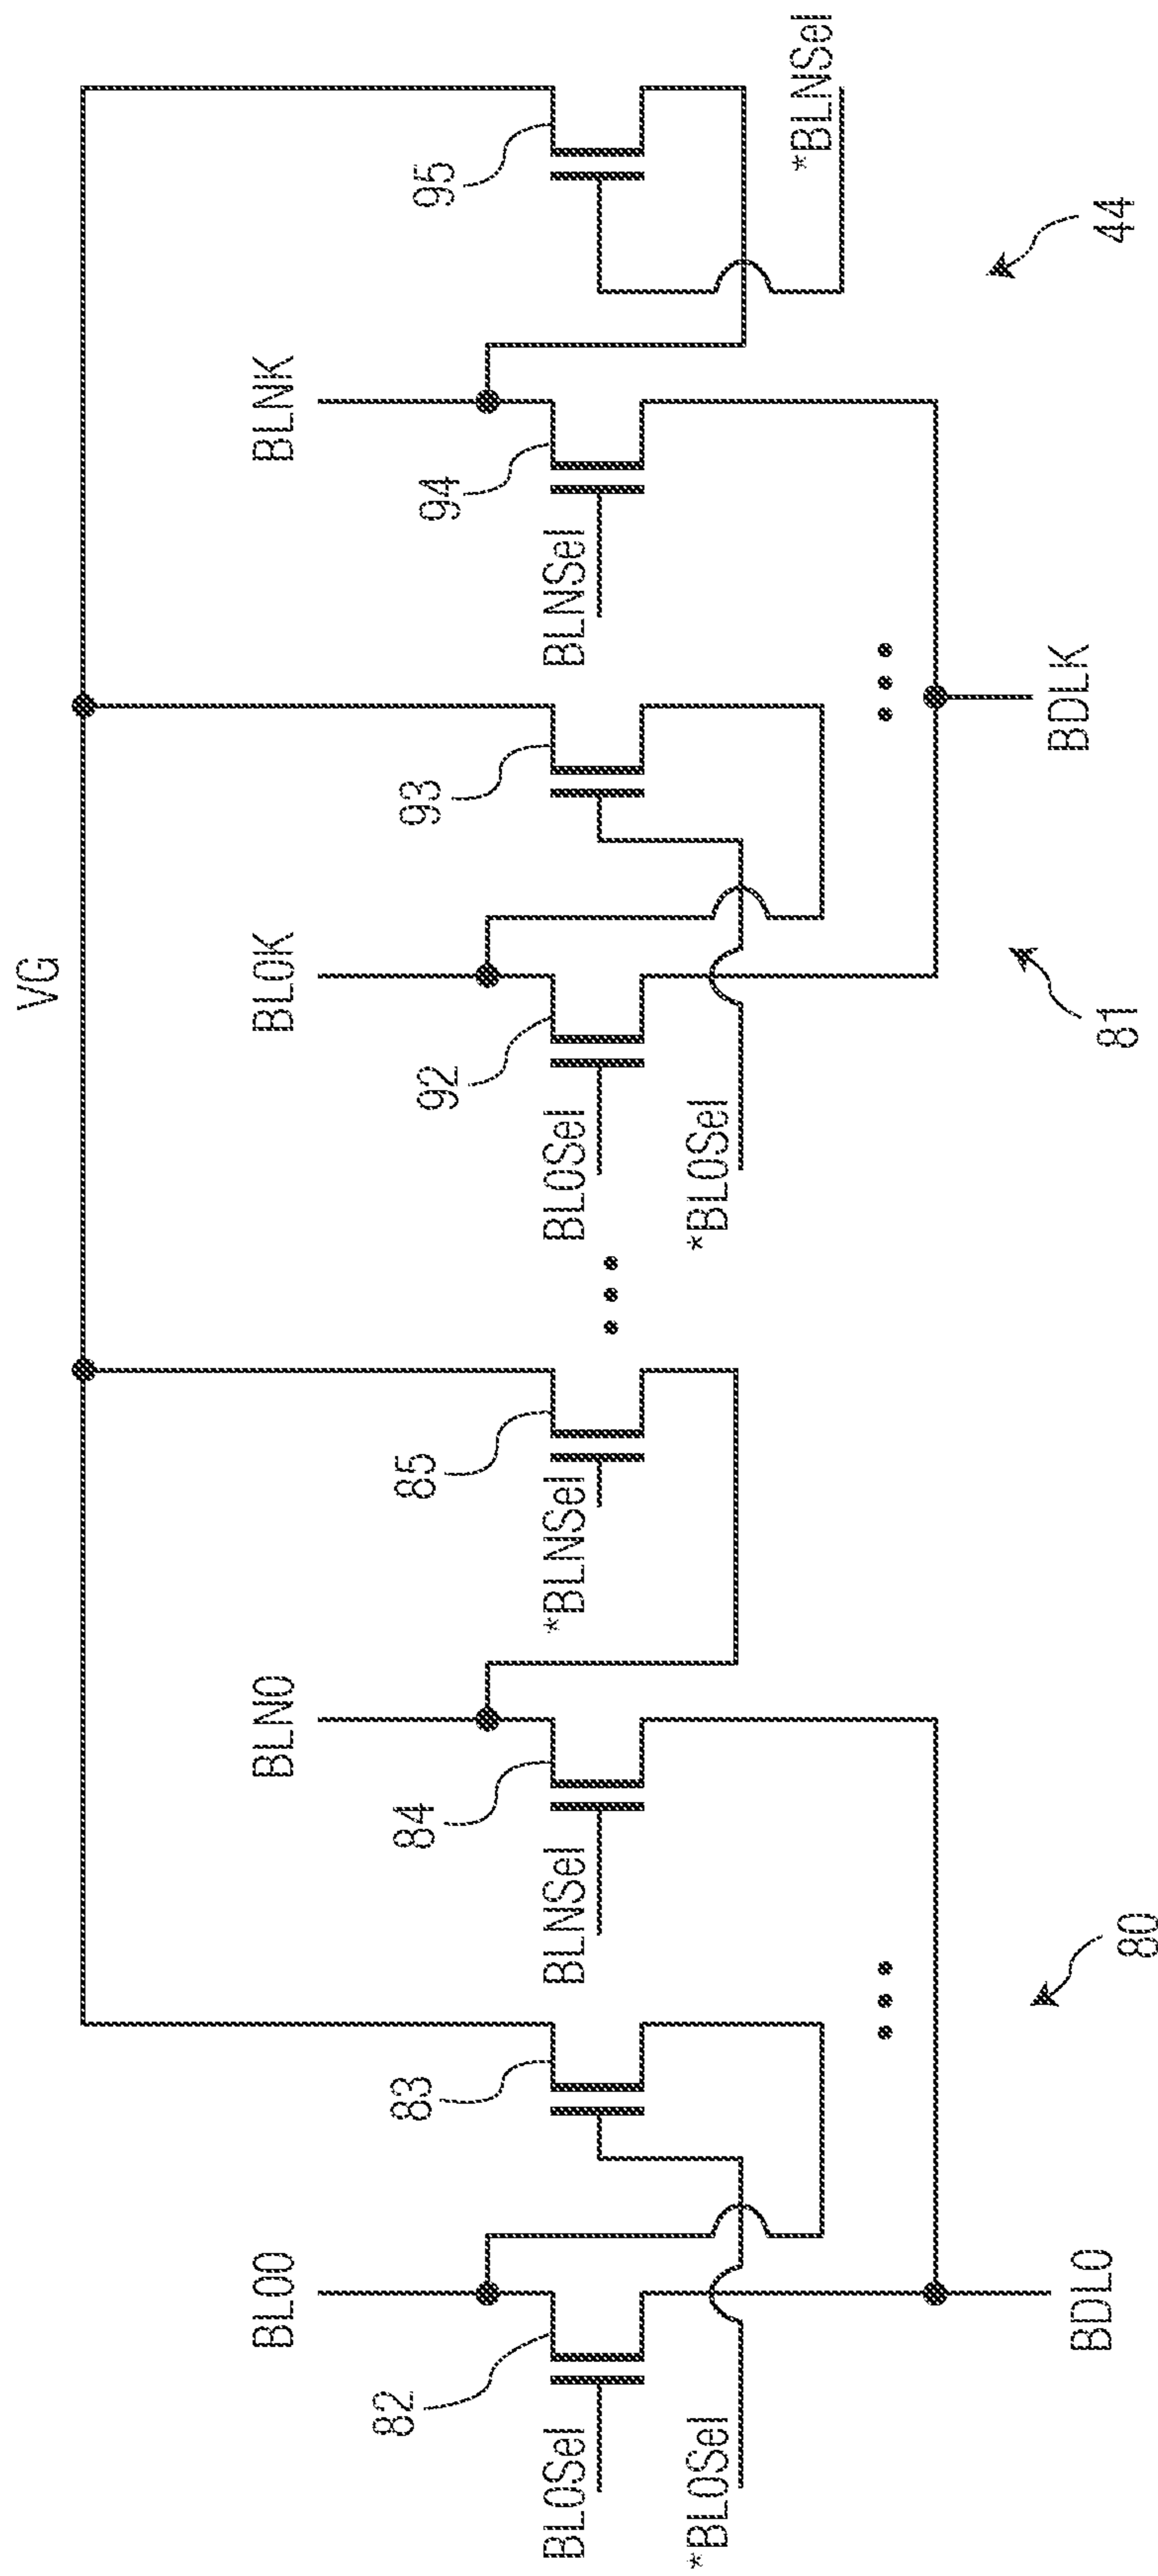 VG
BL00
BLN0
BL0K
BLNK
82
83
84
85
92
93
94
95
BL0Sel
BLNSel
*BLNSel
BL0Sel
BLNSel
*BL0Sel
*BL0Sel
*BLNSel
BDL0
BDLK
80
81
44